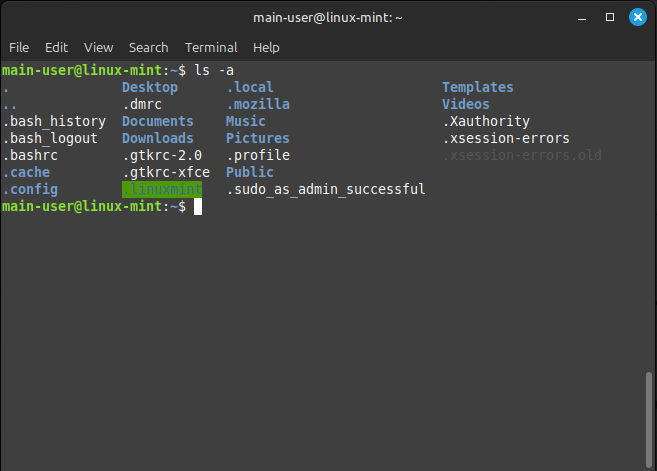 main-user@linux-mint: ~
File Edit View Search Terminal Help
main-user@linux-mint:~$ ls -a
. Desktop .local Templates
.. .dmrc .mozilla Videos
.bash_history Documents Music .Xauthority
.bash_logout Downloads Pictures .xsession-errors
.bashrc .gtkrc-2.0 .profile .xsession-errors.old
.cache .gtkrc-xfce Public
.config .linuxmint .sudo_as_admin_successful
main-user@linux-mint:~$